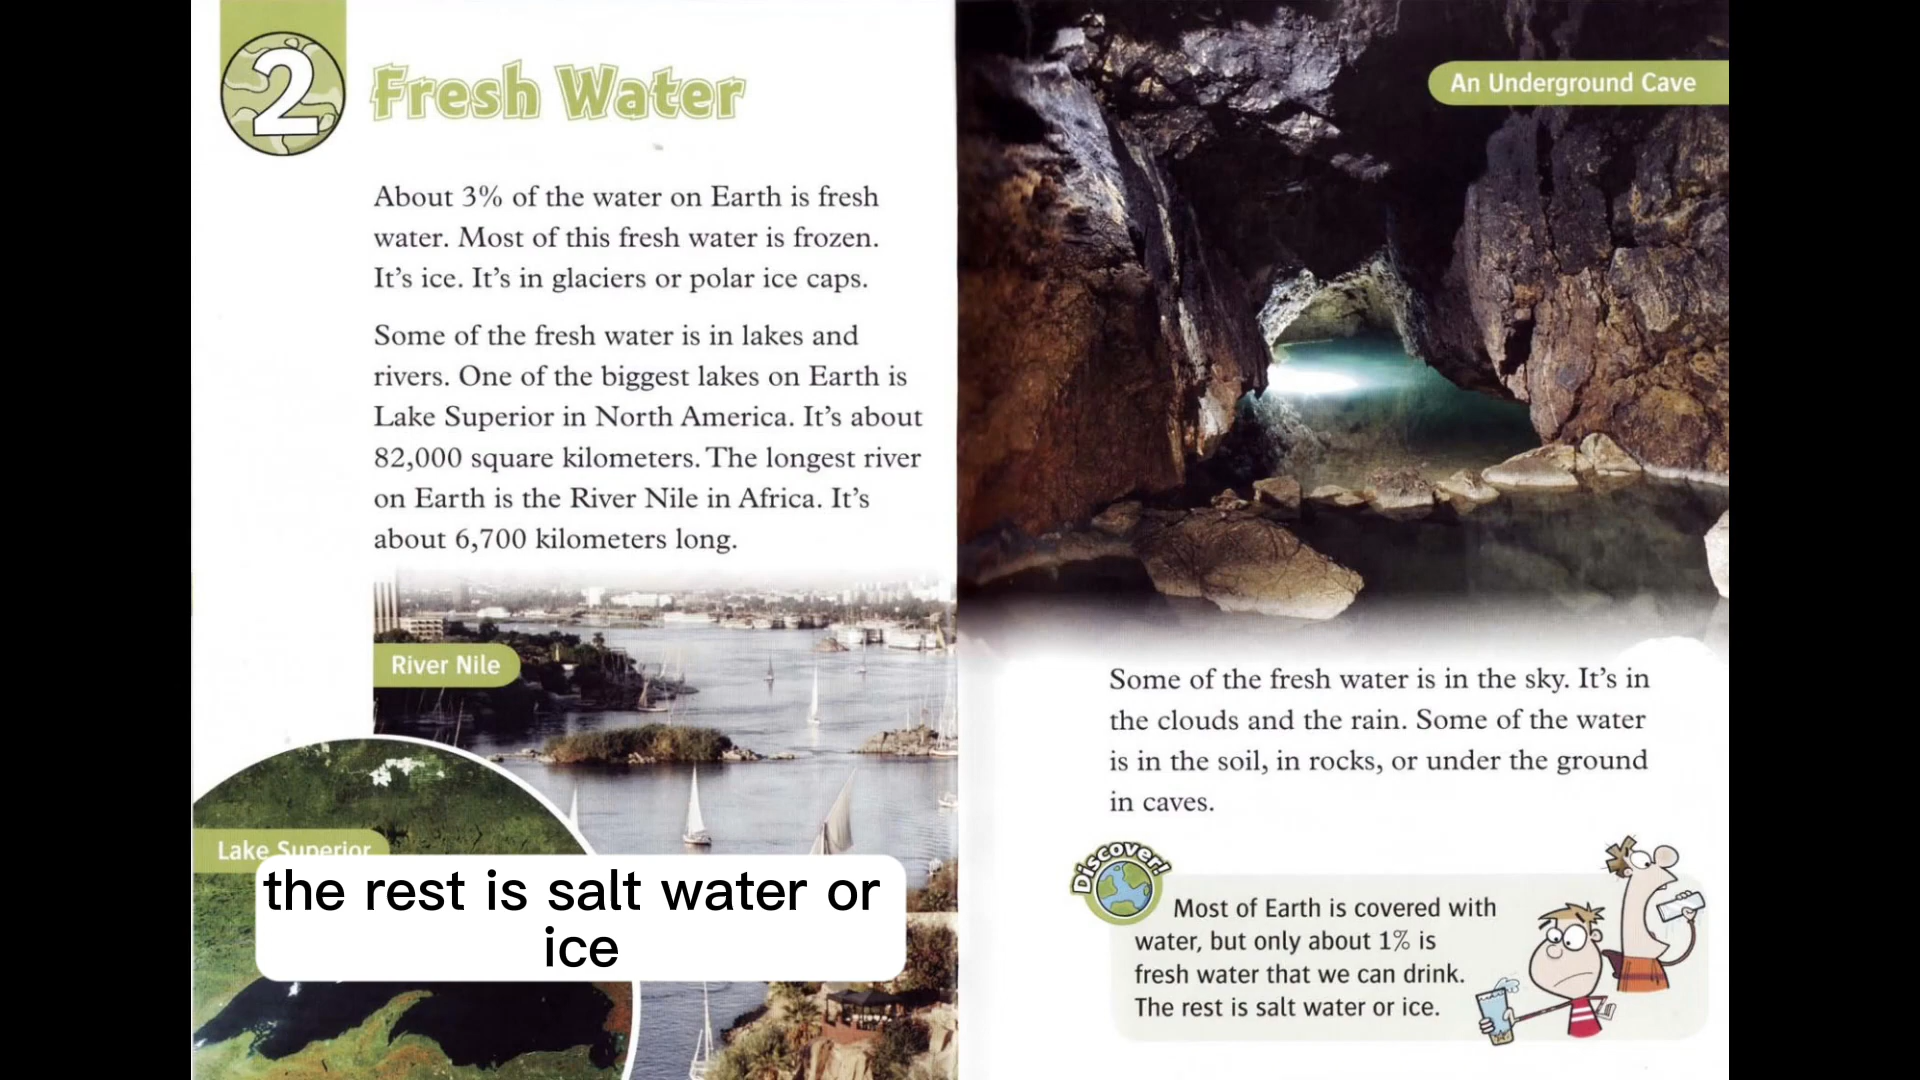 2
Fresh Water
About 3% of the water on Earth is fresh
water. Most of this fresh water is frozen.
It's ice. It's in glaciers or polar ice caps.
Some of the fresh water is in lakes and
rivers. One of the biggest lakes on Earth is
Lake Superior in North America. It's about
82,000 square kilometers. The longest river
on Earth is the River Nile in Africa. It's
about 6,700 kilometers long.
River Nile
Lake Superior
the rest is salt water or
ice
An Underground Cave
Some of the fresh water is in the sky. It's in
the clouds and the rain. Some of the water
is in the soil, in rocks, or under the ground
in caves.
Discover!
Most of Earth is covered with
water, but only about 1% is
fresh water that we can drink.
The rest is salt water or ice.